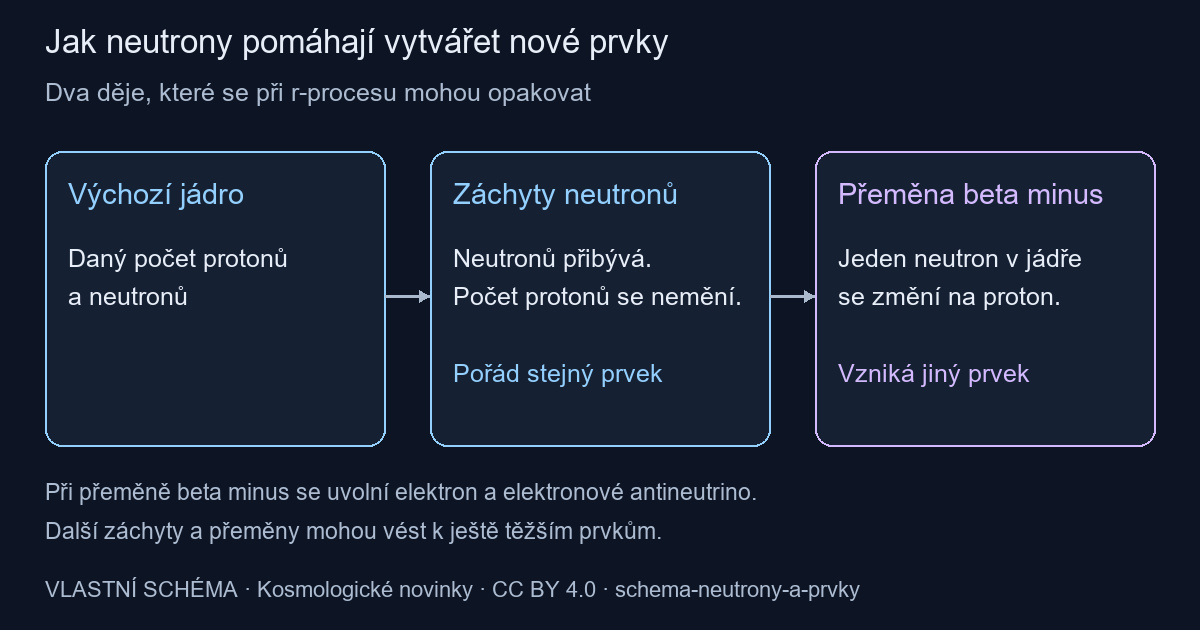 Jak neutrony pomáhají vytvářet nové prvky
Dva děje, které se při r-procesu mohou opakovat
Výchozí jádro
Daný počet protonů
a neutronů
Záchyty neutronů
Neutronů přibývá.
Počet protonů se nemění.
Pořád stejný prvek
Přeměna beta minus
Jeden neutron v jádře
se změní na proton.
Vzniká jiný prvek
Při přeměně beta minus se uvolní elektron a elektronové antineutrino.
Další záchyty a přeměny mohou vést k ještě těžším prvkům.
VLASTNÍ SCHÉMA · Kosmologické novinky · CC BY 4.0 · schema-neutrony-a-prvky